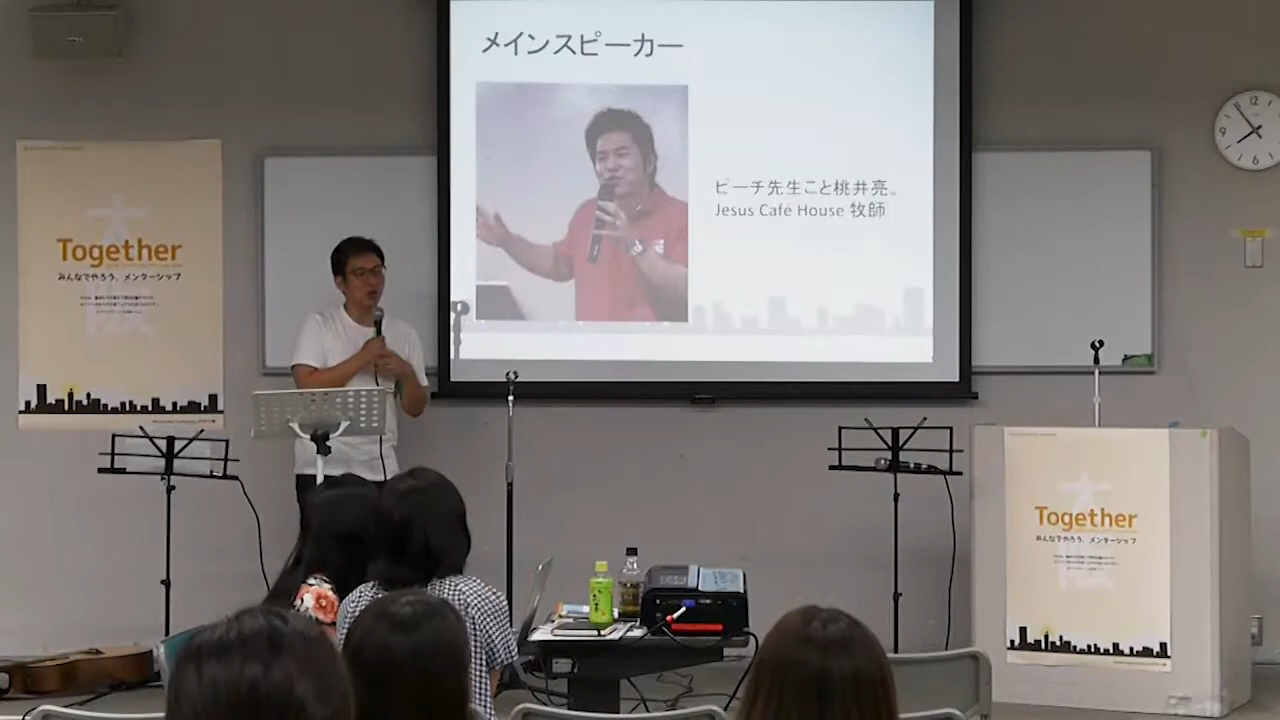 メインスピーカー
ピーチ先生こと桃井亮。
Jesus Café House 牧師
Together
みんなでやろう、メンターシップ
Together
みんなでやろう、メンターシップ